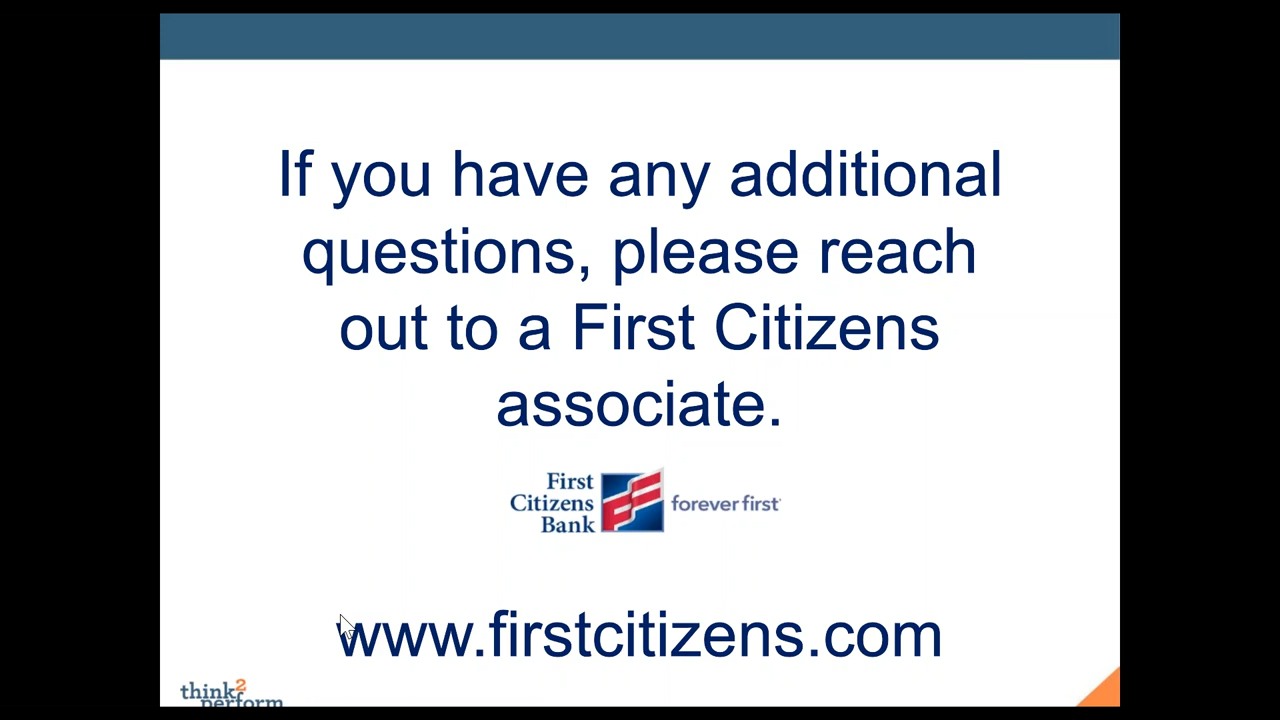 If you have any additional
questions, please reach
out to a First Citizens
associate.
First
Citizens
Bank
forever first
www.firstcitizens.com
think2
perform